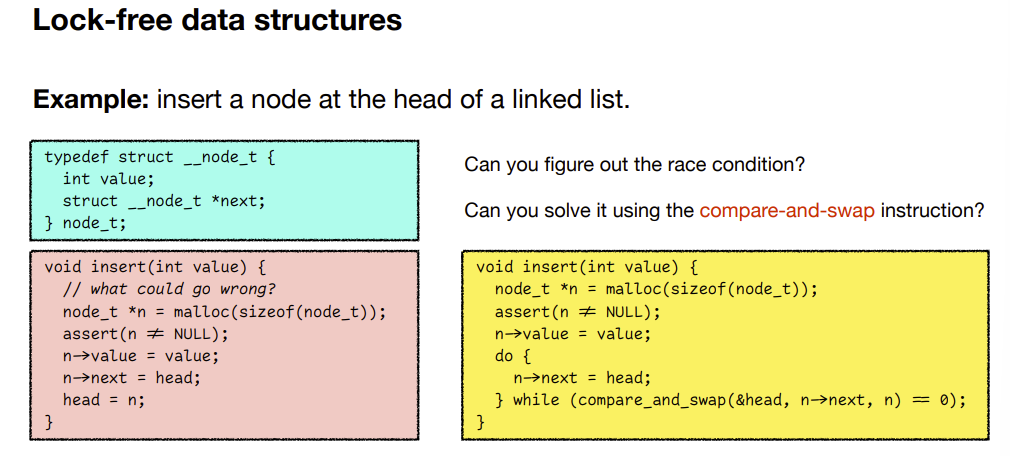 Lock-free data structures
Example: insert a node at the head of a linked list.
typedef struct __node_t {
int value;
struct __node_t *next;
} node_t;
Can you figure out the race condition?
Can you solve it using the compare-and-swap instruction?
void insert(int value) {
// what could go wrong?
node_t *n = malloc(sizeof(node_t));
assert(n ≠ NULL);
n→value = value;
n→next = head;
head = n;
}
void insert(int value) {
node_t *n = malloc(sizeof(node_t));
assert(n ≠ NULL);
n→value = value;
do {
n→next = head;
} while (compare_and_swap(&head, n→next, n) == 0);
}